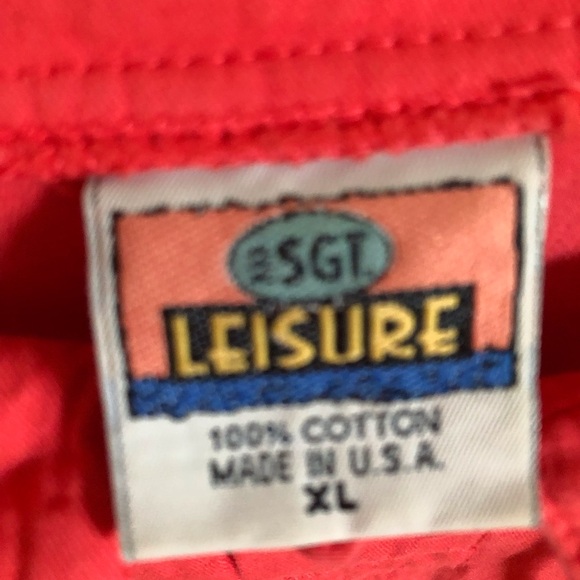 SGT.
LEISURE
100% COTTON
MADE IN U.S.A.
XL